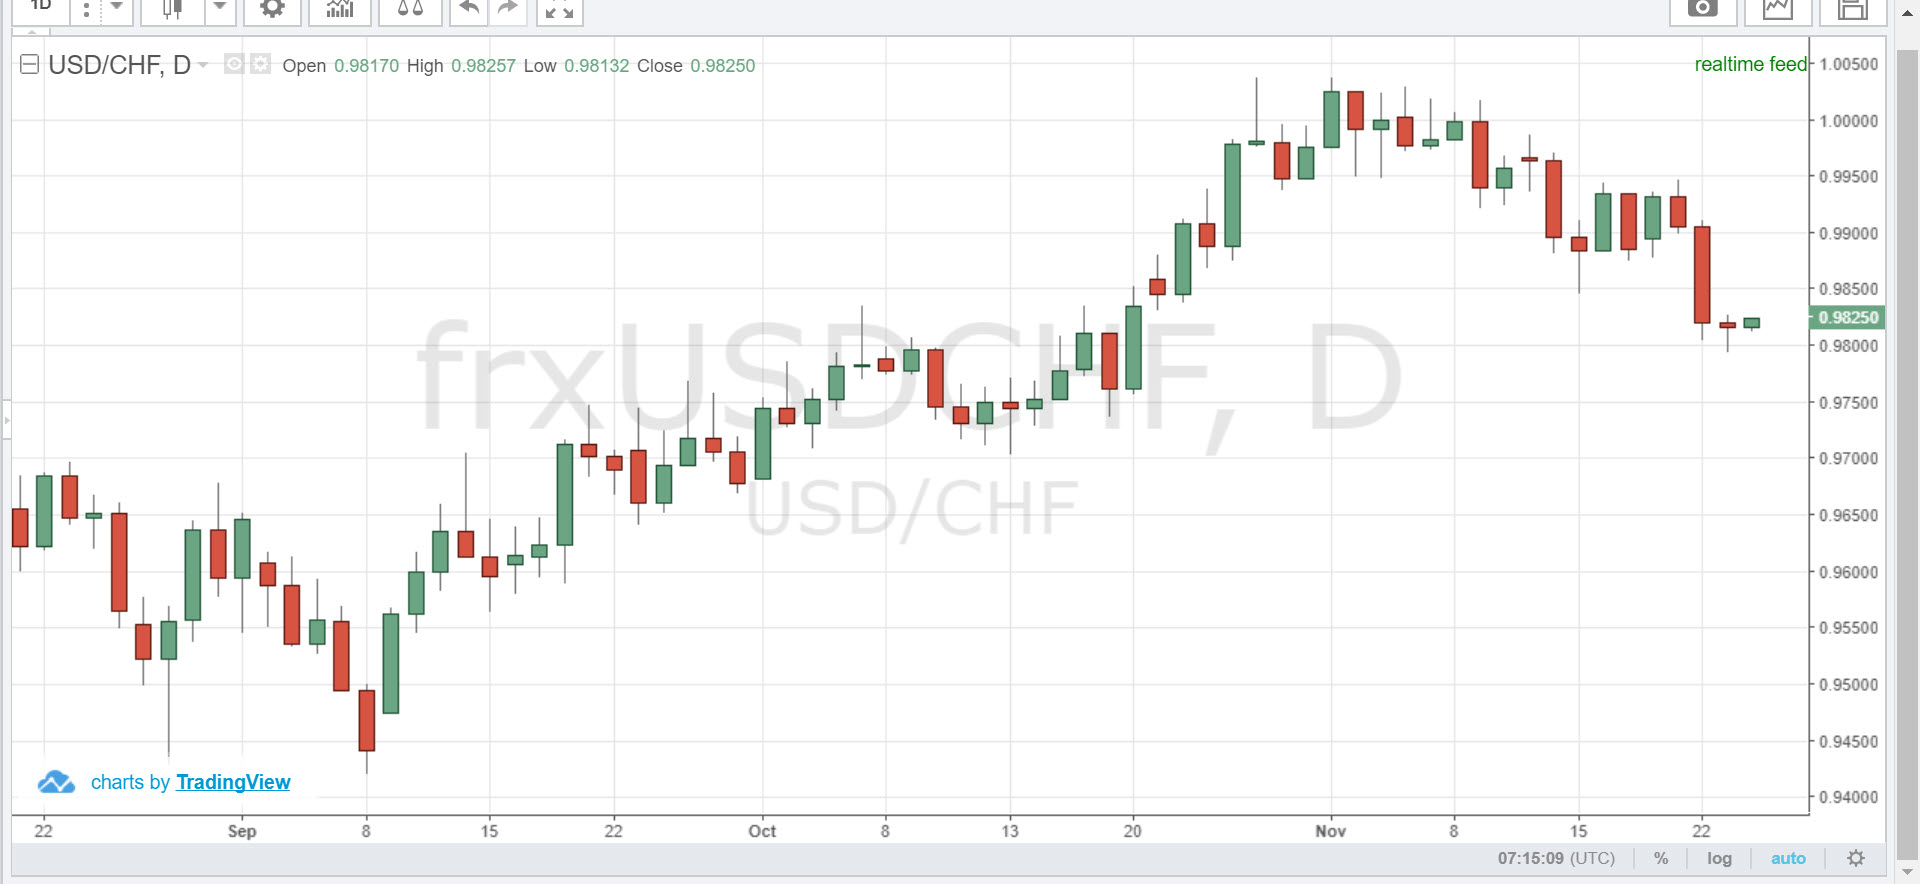 1D
USD/CHF, D Open 0.98170 High 0.98257 Low 0.98132 Close 0.98250
realtime feed
1.00500
1.00000
0.99500
0.99000
0.98500
0.98250
0.98000
0.97500
0.97000
0.96500
0.96000
0.95500
0.95000
0.94500
0.94000
frxUSDCHF, D
USD/CHF
charts by TradingView
22 Sep 8 15 22 Oct 8 13 20 Nov 8 15 22
07:15:09 (UTC) % log auto